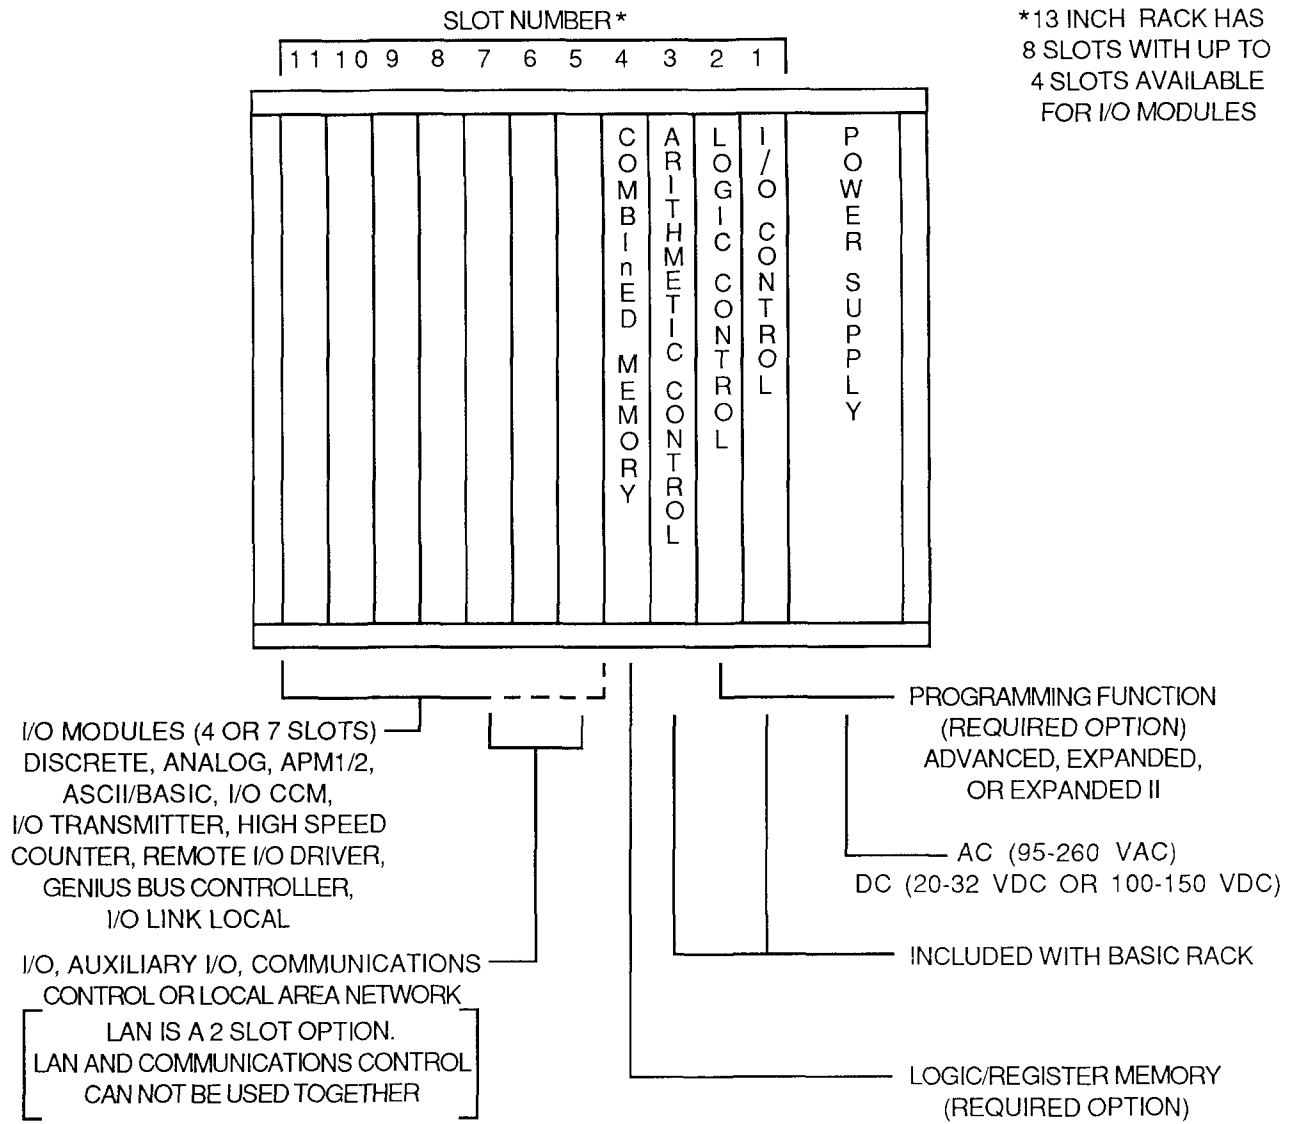 SLOT NUMBER *
11 10 9 8 7 6 5 4 3 2 1
*13 INCH RACK HAS
8 SLOTS WITH UP TO
4 SLOTS AVAILABLE
FOR I/O MODULES
COMBInED MEMORY
ARITHMETIC CONTROL
LOGIC CONTROL
I/O CONTROL
POWER SUPPLY
I/O MODULES (4 OR 7 SLOTS)
DISCRETE, ANALOG, APM1/2,
ASCII/BASIC, I/O CCM,
I/O TRANSMITTER, HIGH SPEED
COUNTER, REMOTE I/O DRIVER,
GENIUS BUS CONTROLLER,
I/O LINK LOCAL
I/O, AUXILIARY I/O, COMMUNICATIONS
CONTROL OR LOCAL AREA NETWORK
LAN IS A 2 SLOT OPTION.
LAN AND COMMUNICATIONS CONTROL
CAN NOT BE USED TOGETHER
PROGRAMMING FUNCTION
(REQUIRED OPTION)
ADVANCED, EXPANDED,
OR EXPANDED II
AC (95-260 VAC)
DC (20-32 VDC OR 100-150 VDC)
INCLUDED WITH BASIC RACK
LOGIC/REGISTER MEMORY
(REQUIRED OPTION)